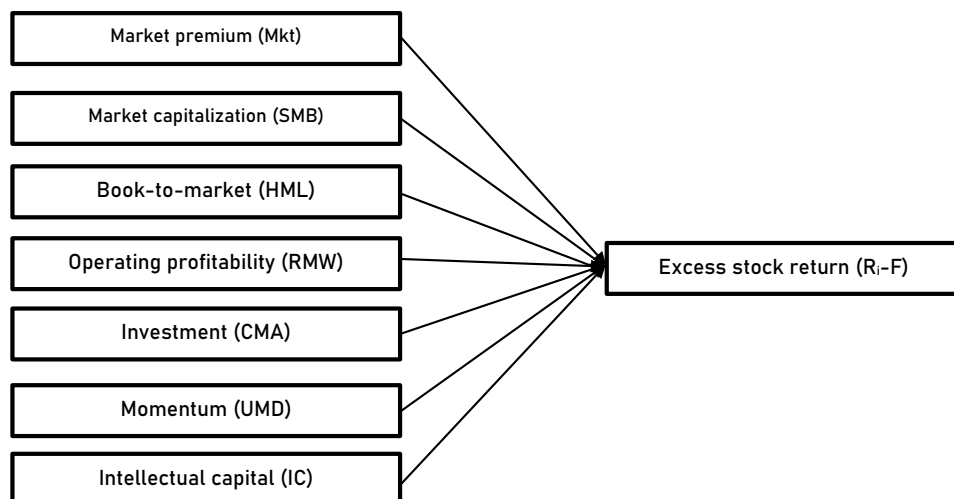 Market premium (Mkt)
Market capitalization (SMB)
Book-to-market (HML)
Operating profitability (RMW)
Excess stock return (Rᵢ-F)
Investment (CMA)
Momentum (UMD)
Intellectual capital (IC)